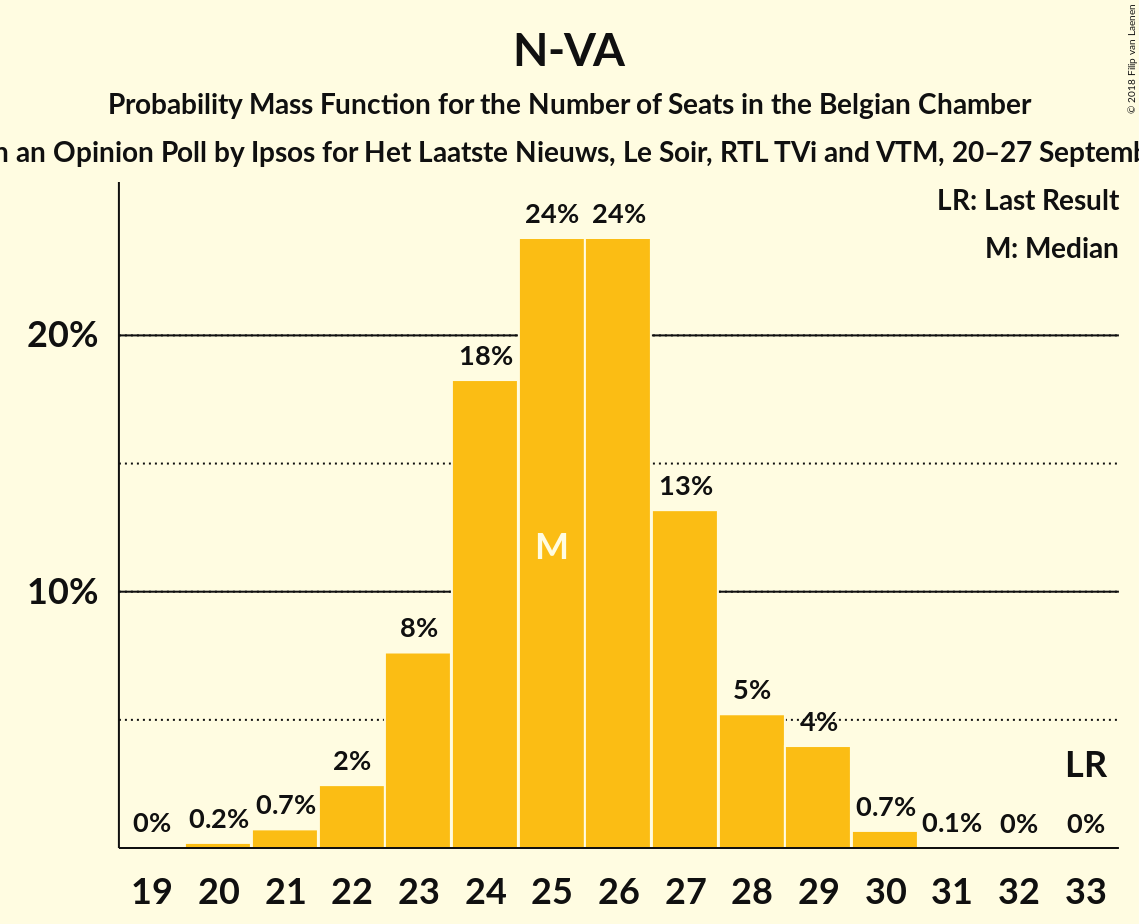 N-VA
Probability Mass Function for the Number of Seats in the Belgian Chamber
an Opinion Poll by Ipsos for Het Laatste Nieuws, Le Soir, RTL TVi and VTM, 20–27
© 2018 Filip van Laenen
LR: Last Result
M: Median
24% 24%
20%
18%
13%
M
10%
8%
5%
4%
2%
LR
0% 0.2% 0.7% 0.7% 0.1% 0% 0%
19 20 21 22 23 24 25 26 27 28 29 30 31 32 33